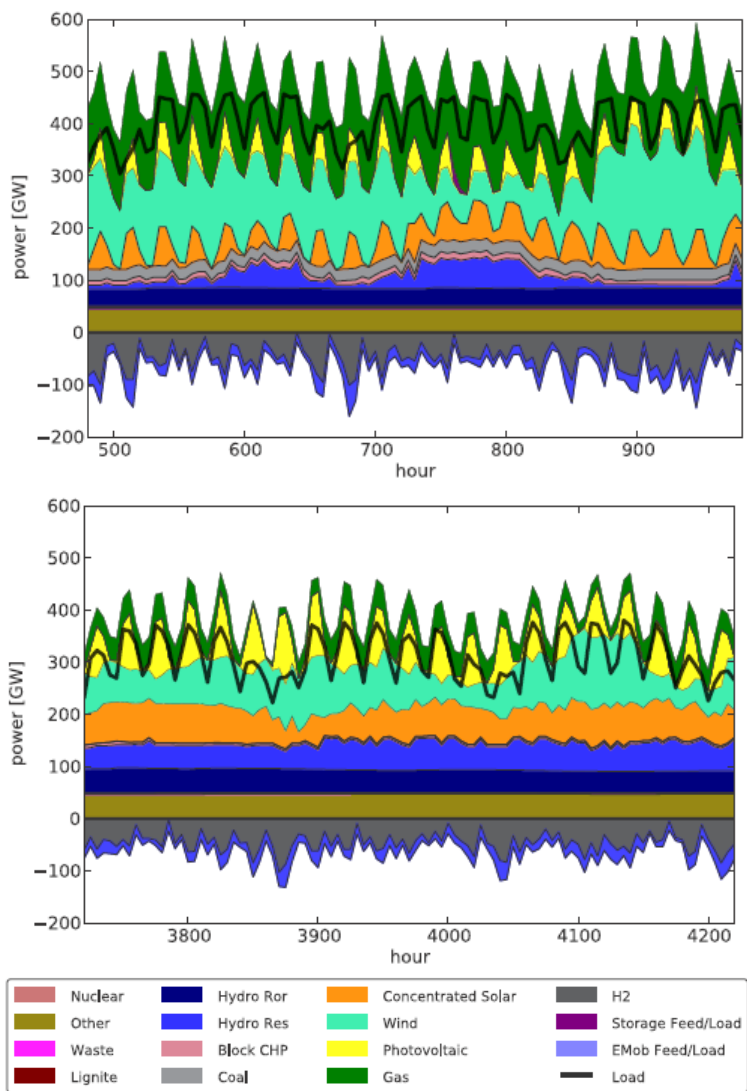 600
500
400
300
200
100
0
−100
−200
power [GW]
500 600 700 800 900
hour
600
500
400
300
200
100
0
−100
−200
power [GW]
3800 3900 4000 4100 4200
hour
Nuclear Hydro Ror Concentrated Solar H2
Other Hydro Res Wind Storage Feed/Load
Waste Block CHP Photovoltaic EMob Feed/Load
Lignite Coal Gas Load